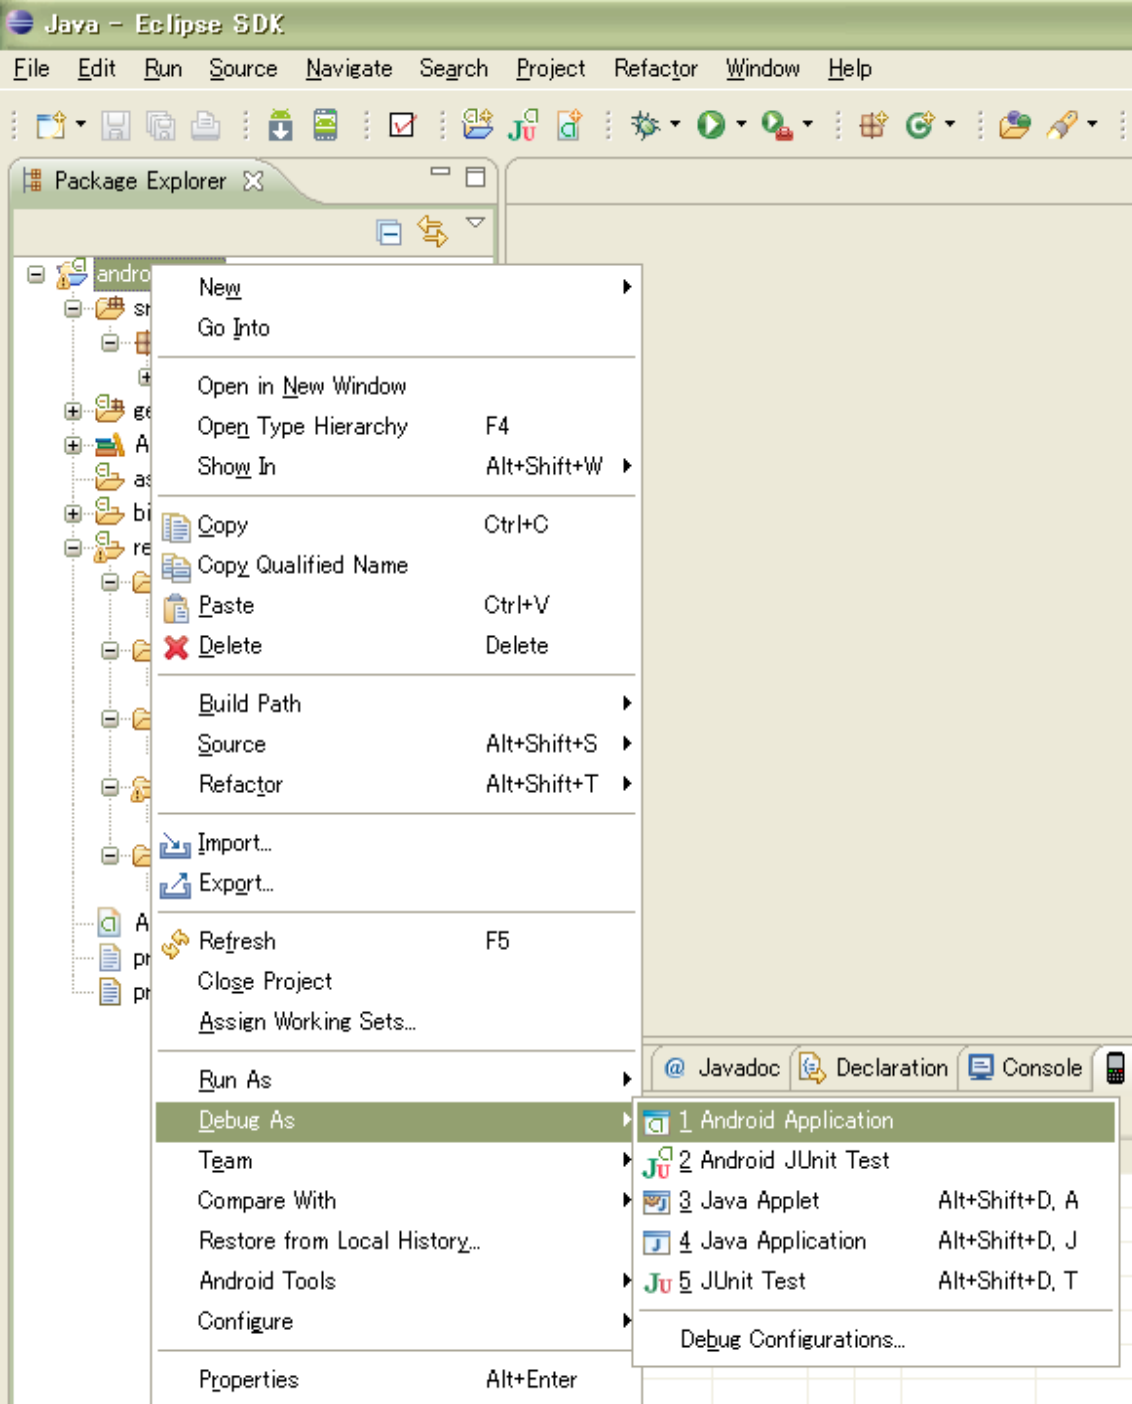 Java - Eclipse SDK
File Edit Run Source Navigate Search Project Refactor Window Help
Package Explorer
New
Go Into
Open in New Window
Open Type Hierarchy F4
Show In Alt+Shift+W
Copy Ctrl+C
Copy Qualified Name
Paste Ctrl+V
Delete Delete
Build Path
Source Alt+Shift+S
Refactor Alt+Shift+T
Import...
Export...
Refresh F5
Close Project
Assign Working Sets...
Run As
@ Javadoc Declaration Console
Debug As
1 Android Application
Team
2 Android JUnit Test
Compare With
3 Java Applet Alt+Shift+D, A
Restore from Local History...
4 Java Application Alt+Shift+D, J
Android Tools
5 JUnit Test Alt+Shift+D, T
Configure
Debug Configurations...
Properties Alt+Enter